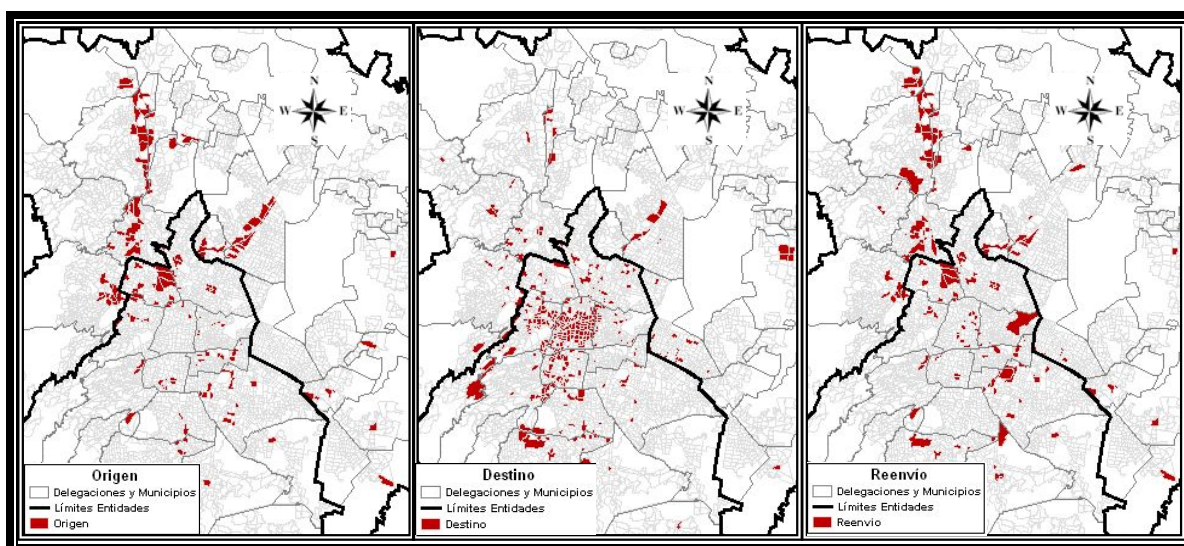 N
W E
S
Origen
Delegaciones y Municipios
Límites Entidades
Origen
N
W E
S
Destino
Delegaciones y Municipios
Límites Entidades
Destino
N
W E
S
Reenvío
Delegaciones y Municipios
Límites Entidades
Reenvio